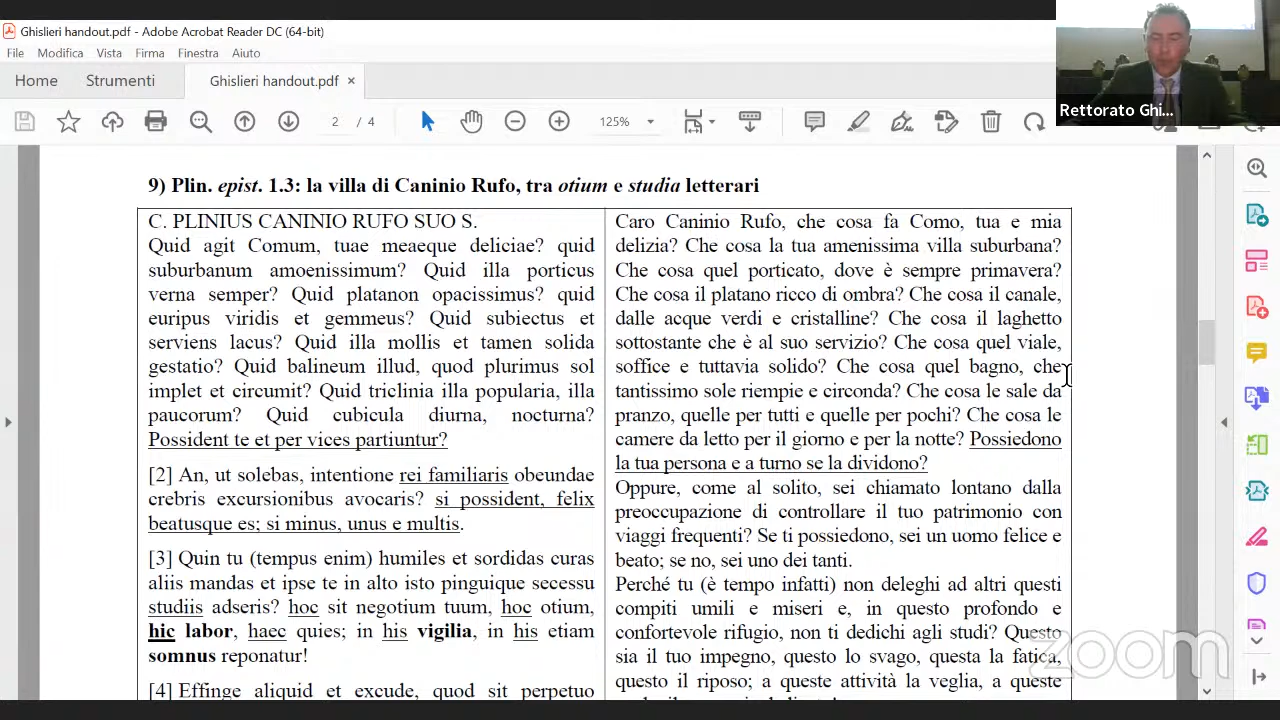 Ghislieri handout.pdf - Adobe Acrobat Reader DC (64-bit)
File Modifica Vista Firma Finestra Aiuto
Home Strumenti Ghislieri handout.pdf ×
2 / 4 125%
Rettorato Ghi...
9) Plin. epist. 1.3: la villa di Caninio Rufo, tra otium e studia letterari
C. PLINIUS CANINIO RUFO SUO S.
Quid agit Comum, tuae meaeque deliciae? quid
suburbanum amoenissimum? Quid illa porticus
verna semper? Quid platanon opacissimus? quid
euripus viridis et gemmeus? Quid subiectus et
serviens lacus? Quid illa mollis et tamen solida
gestatio? Quid balineum illud, quod plurimus sol
implet et circumit? Quid triclinia illa popularia, illa
paucorum? Quid cubicula diurna, nocturna?
Possident te et per vices partiuntur?
[2] An, ut solebas, intentione rei familiaris obeundae
crebris excursionibus avocaris? si possident, felix
beatusque es; si minus, unus e multis.
[3] Quin tu (tempus enim) humiles et sordidas curas
aliis mandas et ipse te in alto isto pinguique secessu
studiis adseris? hoc sit negotium tuum, hoc otium,
hic labor, haec quies; in his vigilia, in his etiam
somnus reponatur!
[4] Effinge aliquid et excude, quod sit perpetuo
Caro Caninio Rufo, che cosa fa Como, tua e mia
delizia? Che cosa la tua amenissima villa suburbana?
Che cosa quel porticato, dove è sempre primavera?
Che cosa il platano ricco di ombra? Che cosa il canale,
dalle acque verdi e cristalline? Che cosa il laghetto
sottostante che è al suo servizio? Che cosa quel viale,
soffice e tuttavia solido? Che cosa quel bagno, che
tantissimo sole riempie e circonda? Che cosa le sale da
pranzo, quelle per tutti e quelle per pochi? Che cosa le
camere da letto per il giorno e per la notte? Possiedono
la tua persona e a turno se la dividono?
Oppure, come al solito, sei chiamato lontano dalla
preoccupazione di controllare il tuo patrimonio con
viaggi frequenti? Se ti possiedono, sei un uomo felice e
beato; se no, sei uno dei tanti.
Perché tu (è tempo infatti) non deleghi ad altri questi
compiti umili e miseri e, in questo profondo e
confortevole rifugio, non ti dedichi agli studi? Questo
sia il tuo impegno, questo lo svago, questa la fatica,
questo il riposo; a queste attività la veglia, a queste
zoom